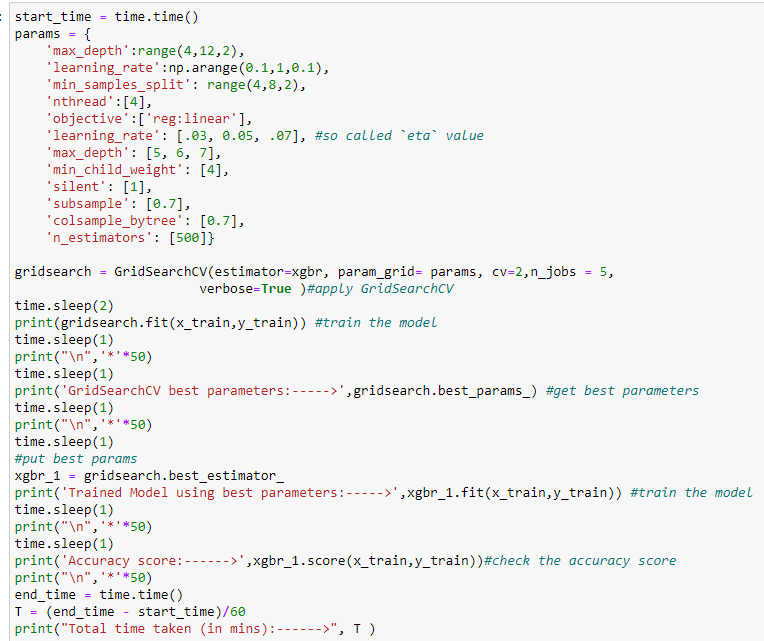 start_time = time.time()
params = {
    'max_depth':range(4,12,2),
    'learning_rate':np.arange(0.1,1,0.1),
    'min_samples_split': range(4,8,2),
    'nthread':[4],
    'objective':['reg:linear'],
    'learning_rate': [.03, 0.05, .07], #so called `eta` value
    'max_depth': [5, 6, 7],
    'min_child_weight': [4],
    'silent': [1],
    'subsample': [0.7],
    'colsample_bytree': [0.7],
    'n_estimators': [500]}

gridsearch = GridSearchCV(estimator=xgbr, param_grid= params, cv=2,n_jobs = 5,
                        verbose=True )#apply GridSearchCV
time.sleep(2)
print(gridsearch.fit(x_train,y_train)) #train the model
time.sleep(1)
print("\n",'*'*50)
time.sleep(1)
print('GridSearchCV best parameters:----->',gridsearch.best_params_) #get best parameters
time.sleep(1)
print("\n",'*'*50)
time.sleep(1)
#put best params
xgbr_1 = gridsearch.best_estimator_
print('Trained Model using best parameters:----->',xgbr_1.fit(x_train,y_train)) #train the model
time.sleep(1)
print("\n",'*'*50)
time.sleep(1)
print('Accuracy score:------>',xgbr_1.score(x_train,y_train))#check the accuracy score
print("\n",'*'*50)
end_time = time.time()
T = (end_time - start_time)/60
print("Total time taken (in mins):------>", T )